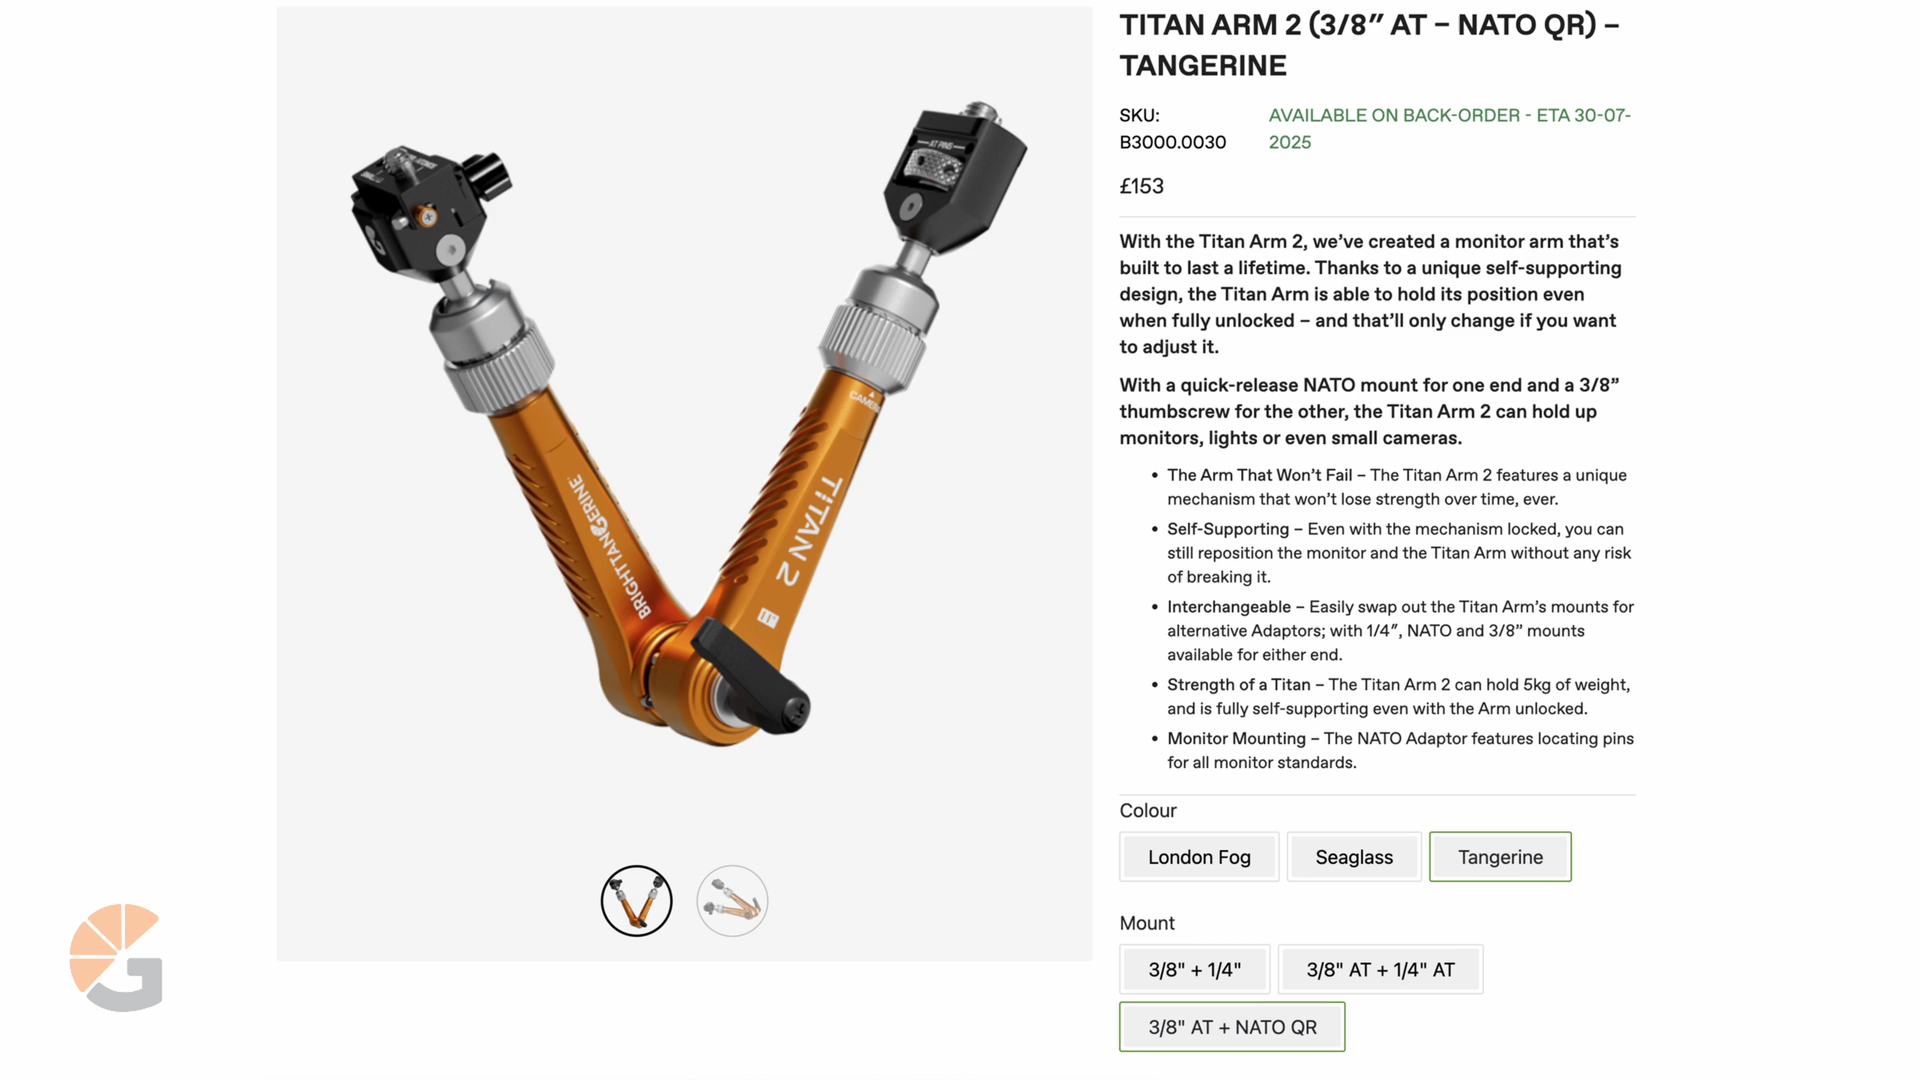 TITAN ARM 2 (3/8” AT – NATO QR) –
TANGERINE
SKU:
B3000.0030
AVAILABLE ON BACK-ORDER - ETA 30-07-
2025
£153
With the Titan Arm 2, we’ve created a monitor arm that’s
built to last a lifetime. Thanks to a unique self-supporting
design, the Titan Arm is able to hold its position even
when fully unlocked – and that’ll only change if you want
to adjust it.
With a quick-release NATO mount for one end and a 3/8”
thumbscrew for the other, the Titan Arm 2 can hold up
monitors, lights or even small cameras.
• The Arm That Won’t Fail – The Titan Arm 2 features a unique
mechanism that won’t lose strength over time, ever.
• Self-Supporting – Even with the mechanism locked, you can
still reposition the monitor and the Titan Arm without any risk
of breaking it.
• Interchangeable – Easily swap out the Titan Arm’s mounts for
alternative Adaptors; with 1/4″, NATO and 3/8” mounts
available for either end.
• Strength of a Titan – The Titan Arm 2 can hold 5kg of weight,
and is fully self-supporting even with the Arm unlocked.
• Monitor Mounting – The NATO Adaptor features locating pins
for all monitor standards.
Colour
London Fog
Seaglass
Tangerine
Mount
3/8" + 1/4"
3/8" AT + 1/4" AT
3/8" AT + NATO QR
AT PINS
CAMERA
BRIGHTTANGERINE
TITAN 2
G